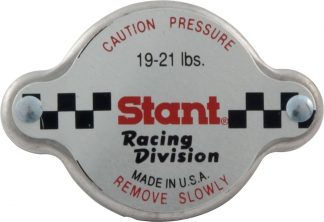 CAUTION PRESSURE
19-21 lbs.
Stant®
Racing
Division
MADE IN U.S.A.
REMOVE SLOWLY